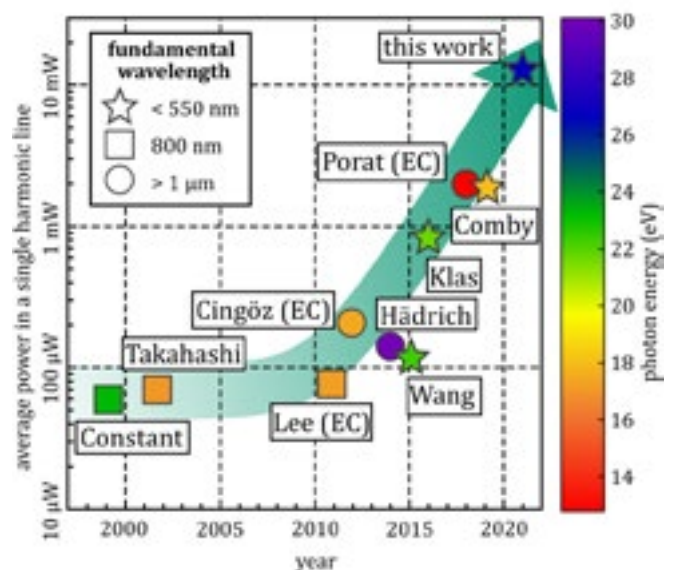 fundamental
wavelength
< 550 nm
800 nm
> 1 μm
this work
Porat (EC)
Comby
Klas
Cingöz (EC)
Hädrich
Takahashi
Wang
Lee (EC)
Constant
average power in a single harmonic line
10 mW
1 mW
100 μW
10 μW
2000 2005 2010 2015 2020
year
30
28
26
24
22
20
18
16
14
photon energy (eV)